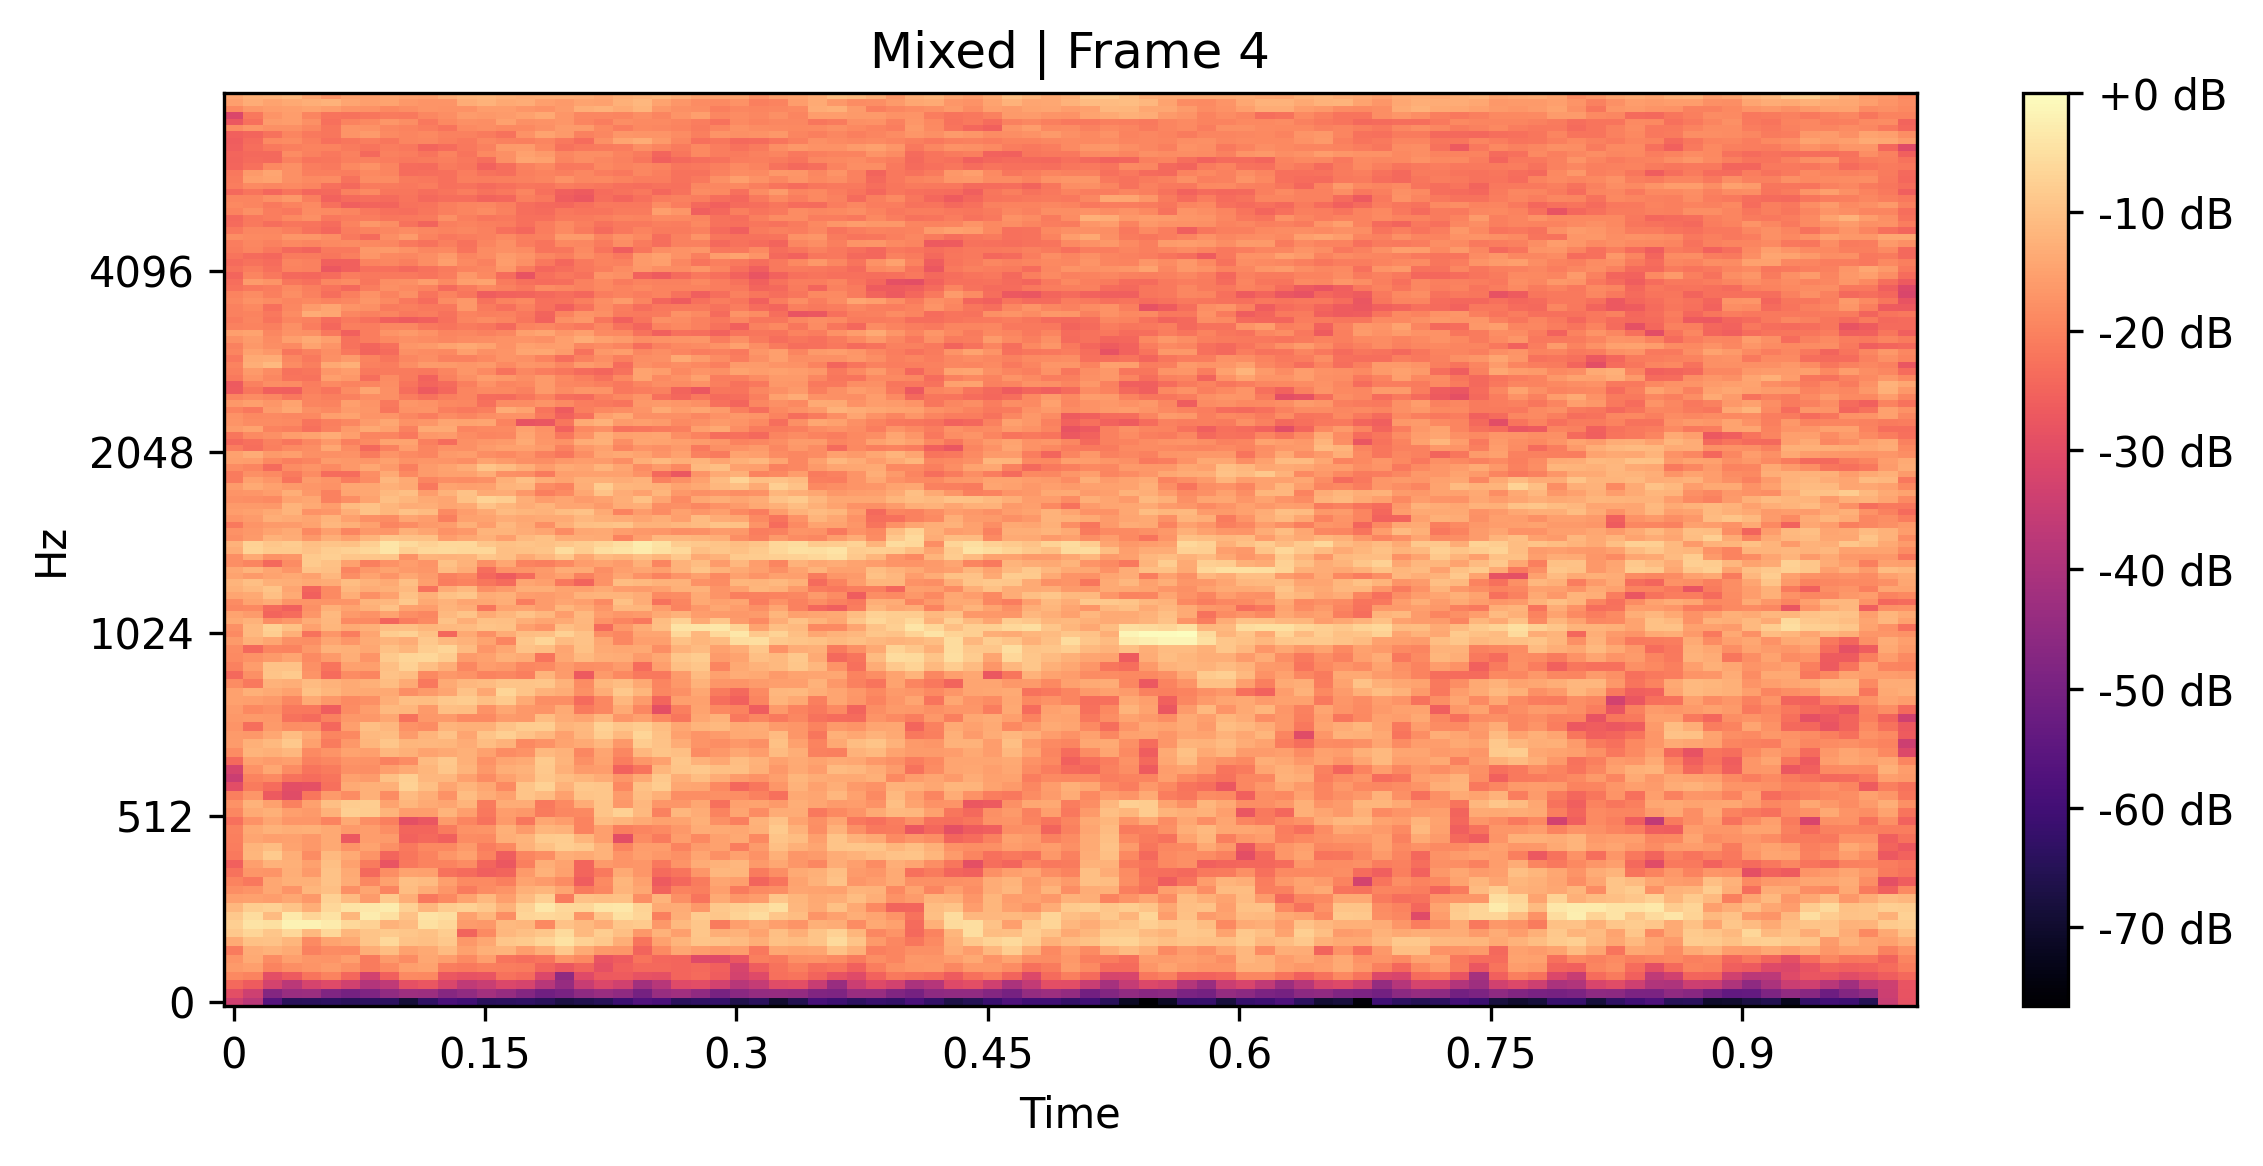 Mixed | Frame 4
+0 dB
-10 dB
-20 dB
-30 dB
-40 dB
-50 dB
-60 dB
-70 dB
4096
2048
1024
512
0
Hz
0
0.15
0.3
0.45
0.6
0.75
0.9
Time